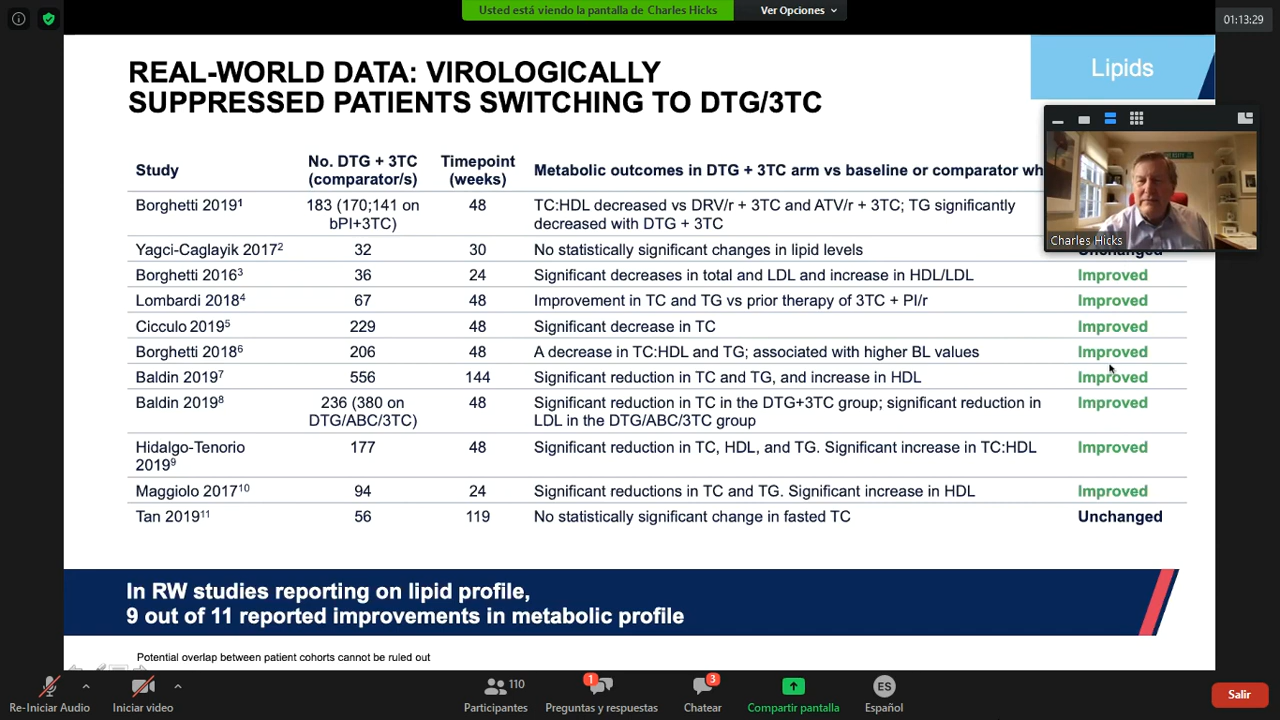 Usted está viendo la pantalla de Charles Hicks
Ver Opciones
01:13:29
REAL-WORLD DATA: VIROLOGICALLY
SUPPRESSED PATIENTS SWITCHING TO DTG/3TC
Lipids
Charles Hicks
Study
No. DTG + 3TC
(comparator/s)
Timepoint
(weeks)
Metabolic outcomes in DTG + 3TC arm vs baseline or comparator
Borghetti 2019¹
183 (170;141 on
bPI+3TC)
48
TC:HDL decreased vs DRV/r + 3TC and ATV/r + 3TC; TG significantly
decreased with DTG + 3TC
Yagci-Caglayik 2017²
32
30
No statistically significant changes in lipid levels
Unchanged
Borghetti 2016³
36
24
Significant decreases in total and LDL and increase in HDL/LDL
Improved
Lombardi 2018⁴
67
48
Improvement in TC and TG vs prior therapy of 3TC + PI/r
Improved
Cicculo 2019⁵
229
48
Significant decrease in TC
Improved
Borghetti 2018⁶
206
48
A decrease in TC:HDL and TG; associated with higher BL values
Improved
Baldin 2019⁷
556
144
Significant reduction in TC and TG, and increase in HDL
Improved
Baldin 2019⁸
236 (380 on
DTG/ABC/3TC)
48
Significant reduction in TC in the DTG+3TC group; significant reduction in
LDL in the DTG/ABC/3TC group
Improved
Hidalgo-Tenorio
2019⁹
177
48
Significant reduction in TC, HDL, and TG. Significant increase in TC:HDL
Improved
Maggiolo 2017¹⁰
94
24
Significant reductions in TC and TG. Significant increase in HDL
Improved
Tan 2019¹¹
56
119
No statistically significant change in fasted TC
Unchanged
In RW studies reporting on lipid profile,
9 out of 11 reported improvements in metabolic profile
Potential overlap between patient cohorts cannot be ruled out
Re-Iniciar Audio
Iniciar video
110
Participantes
1
Preguntas y respuestas
3
Chatear
Compartir pantalla
ES
Español
Salir